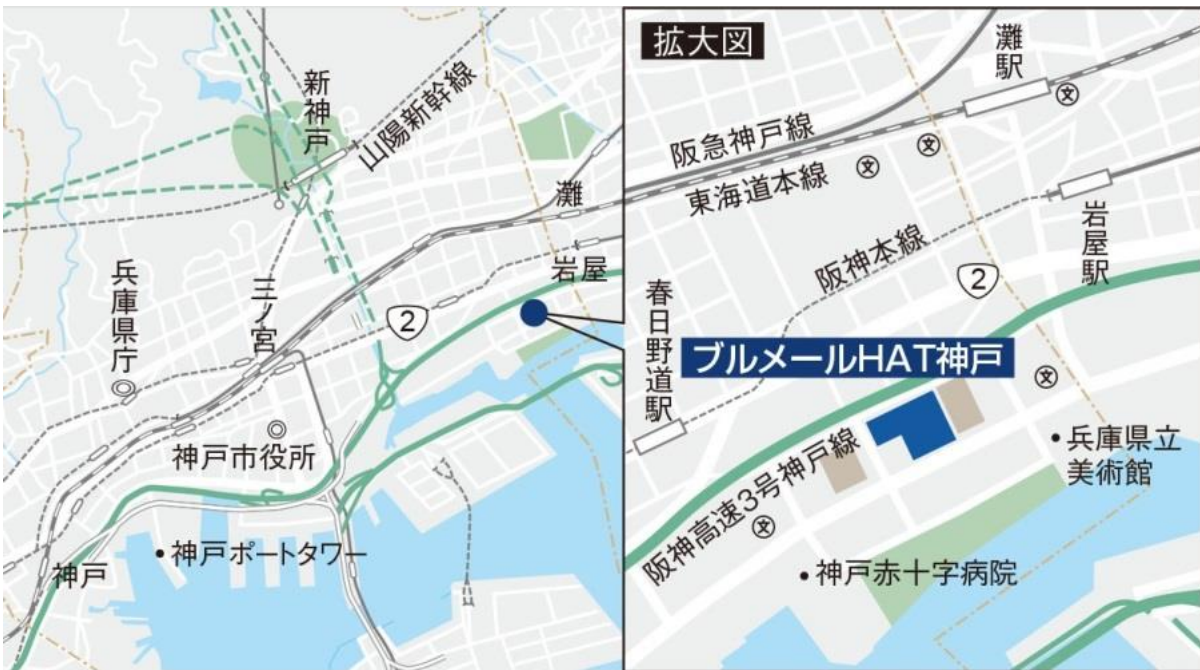 新神戸
山陽新幹線
灘
岩屋
兵庫県庁
三ノ宮
2
神戸市役所
神戸ポートタワー
神戸
拡大図
灘駅
阪急神戸線
東海道本線
文
文
文
岩屋駅
阪神本線
2
春日野道駅
ブルメールHAT神戸
文
兵庫県立
美術館
阪神高速3号神戸線
文
神戸赤十字病院